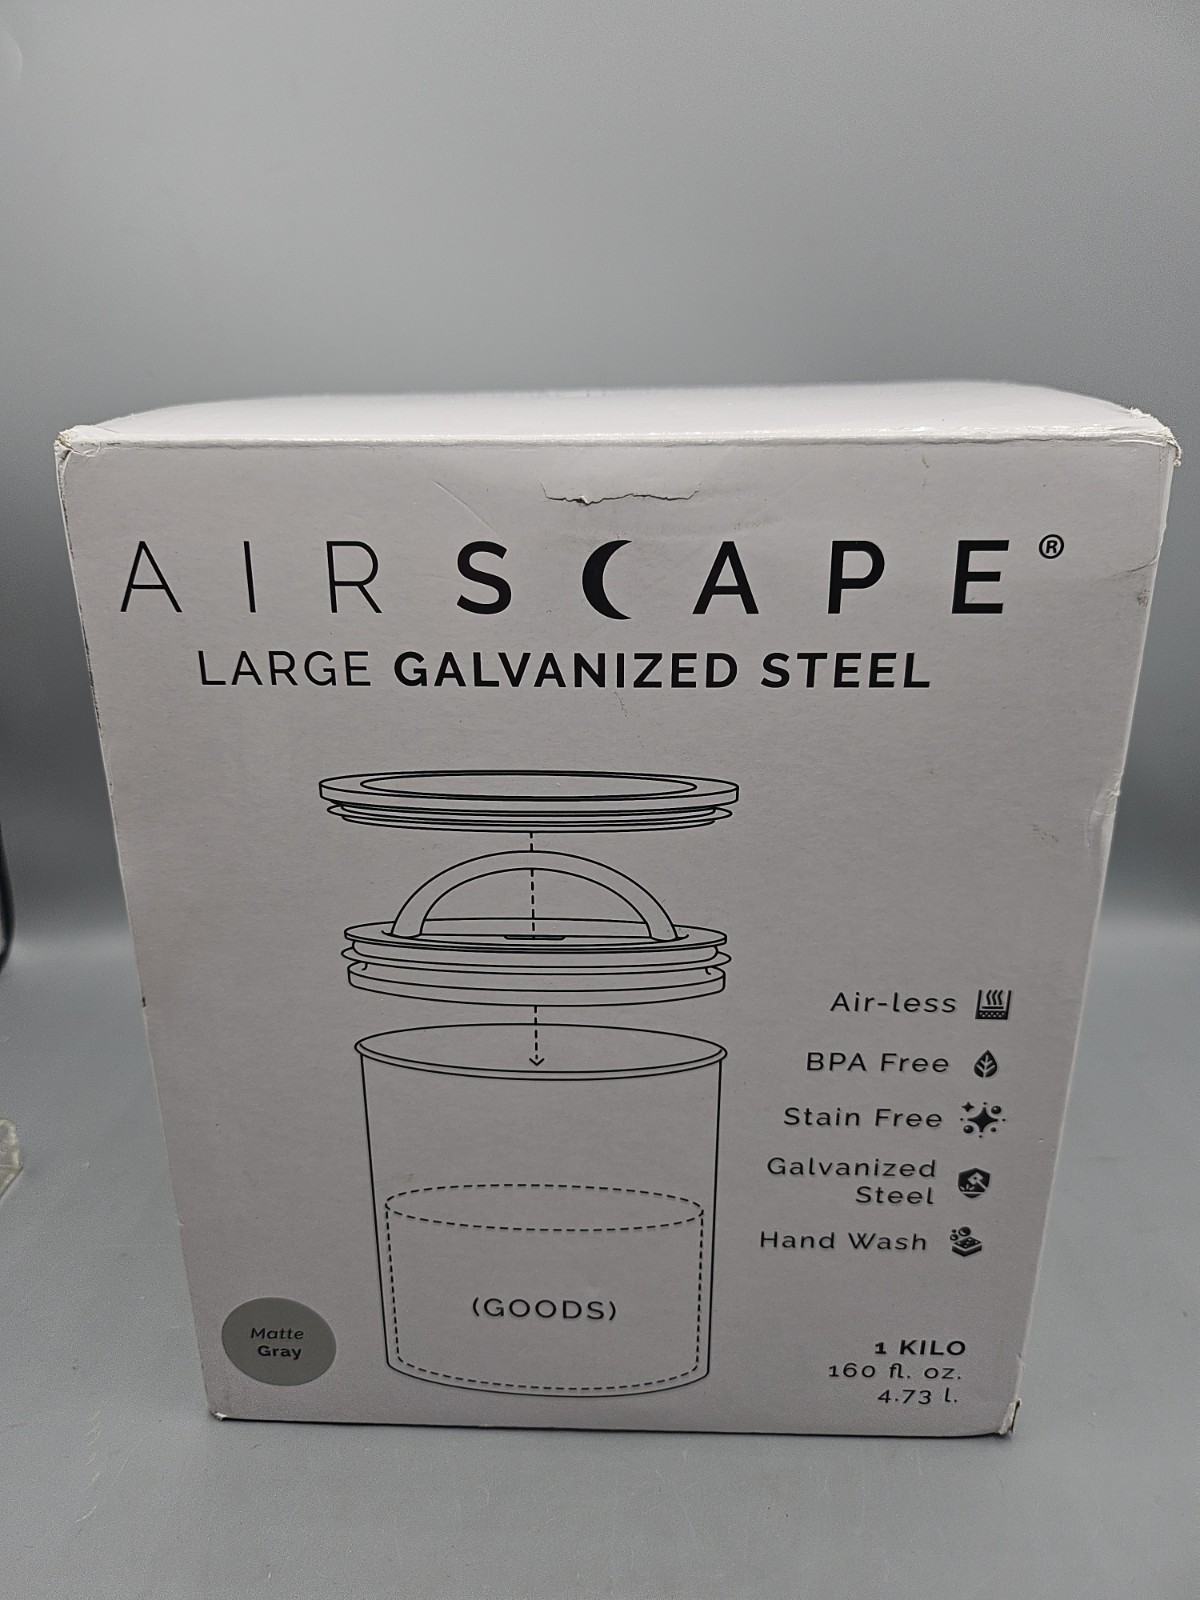 AIRSCAPE®
LARGE GALVANIZED STEEL
Air-less
BPA Free
Stain Free
Galvanized
Steel
Hand Wash
(GOODS)
Matte
Gray
1 KILO
160 fl. oz.
4.73 l.